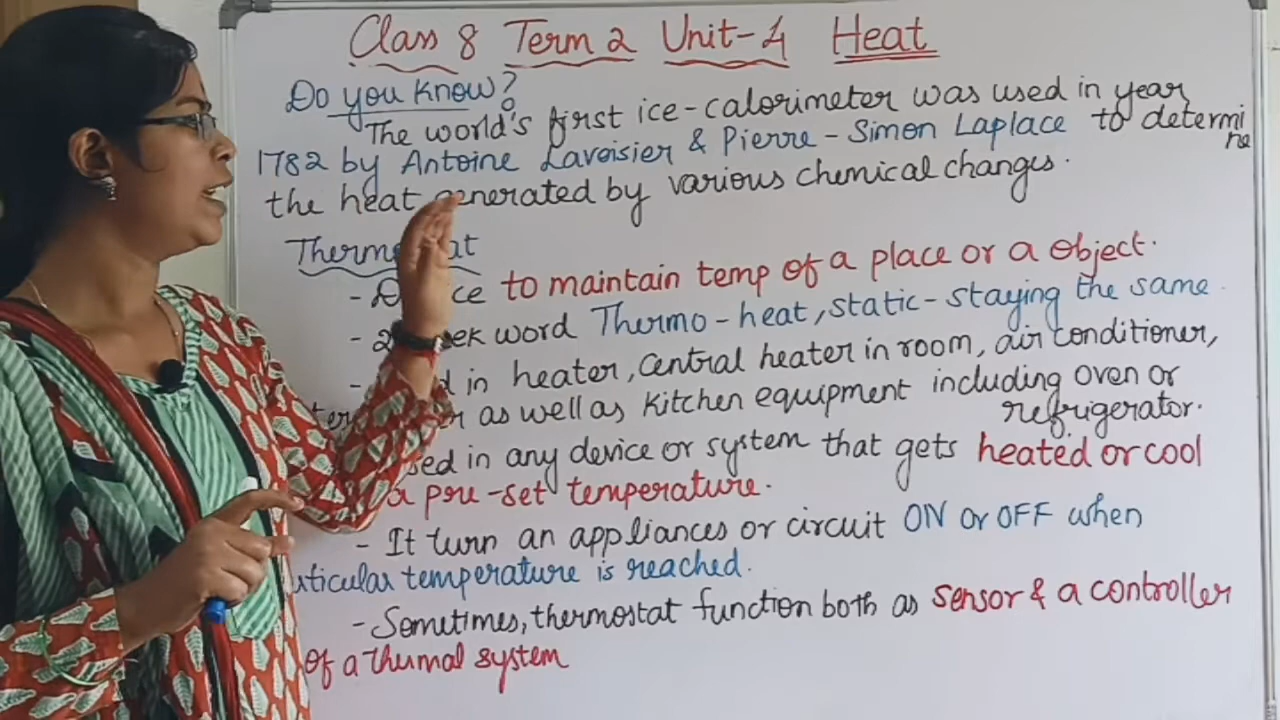 Class 8 Term 2 Unit-4 Heat
Do you know?
The world's first ice-calorimeter was used in year
1782 by Antoine Lavoisier & Pierre-Simon Laplace to determine
the heat generated by various chemical changes.
Thermostat
- Device to maintain temp of a place or a object.
- word Thermo-heat, static-staying the same.
- in heater, central heater in room, air conditioner,
as well as kitchen equipment including oven or
refrigerator.
in any device or system that gets heated or cool
a pre-set temperature.
- It turn an appliances or circuit ON or OFF when
temperature is reached.
- Sometimes, thermostat function both as sensor & a controller
of a thermal system